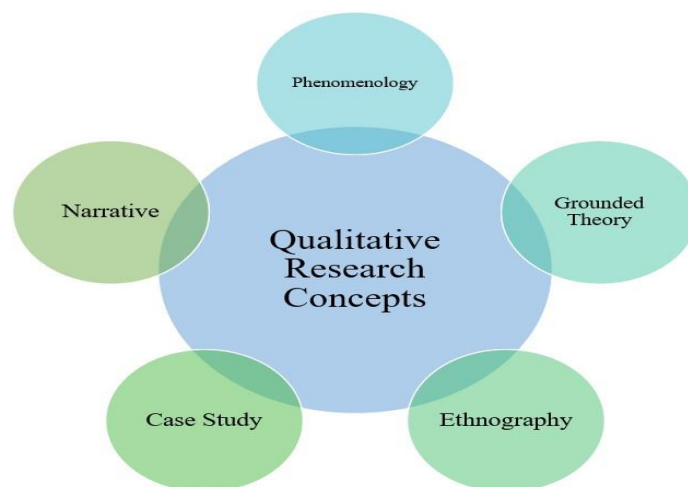 Phenomenology
Narrative
Grounded
Theory
Qualitative
Research
Concepts
Case Study
Ethnography